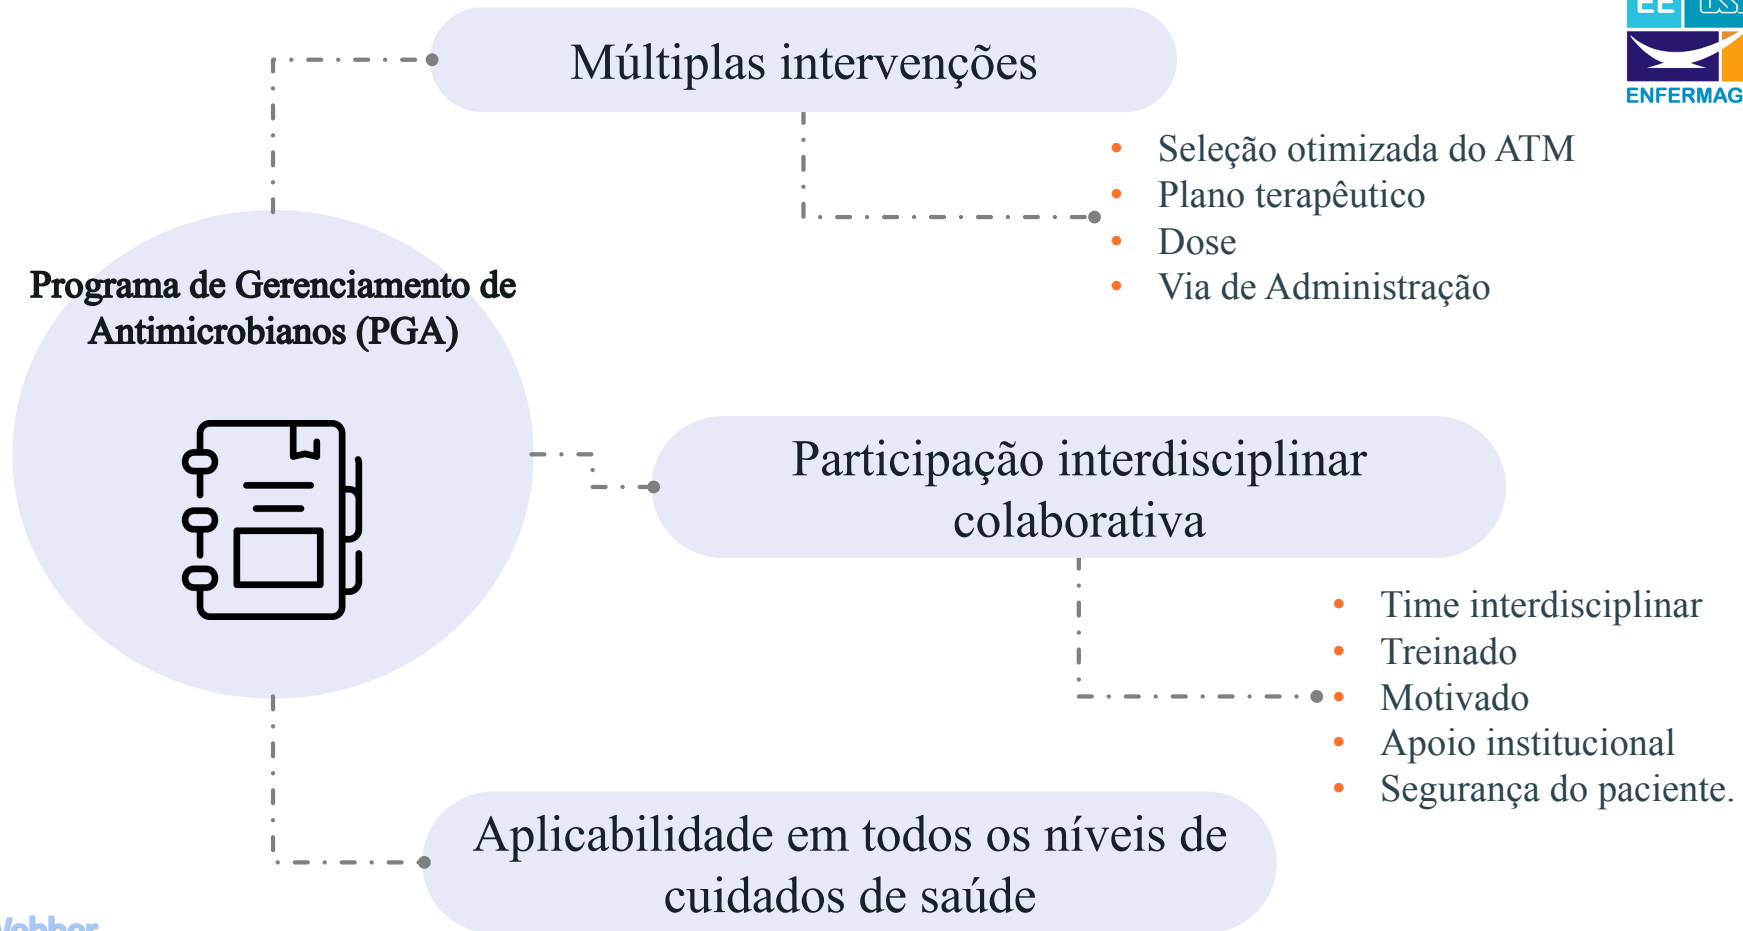 EE
Múltiplas intervenções
ENFERMAG
• Seleção otimizada do ATM
• Plano terapêutico
• Dose
• Via de Administração
Programa de Gerenciamento de
Antimicrobianos (PGA)
Participação interdisciplinar
colaborativa
• Time interdisciplinar
• Treinado
• Motivado
• Apoio institucional
• Segurança do paciente.
Aplicabilidade em todos os níveis de
cuidados de saúde